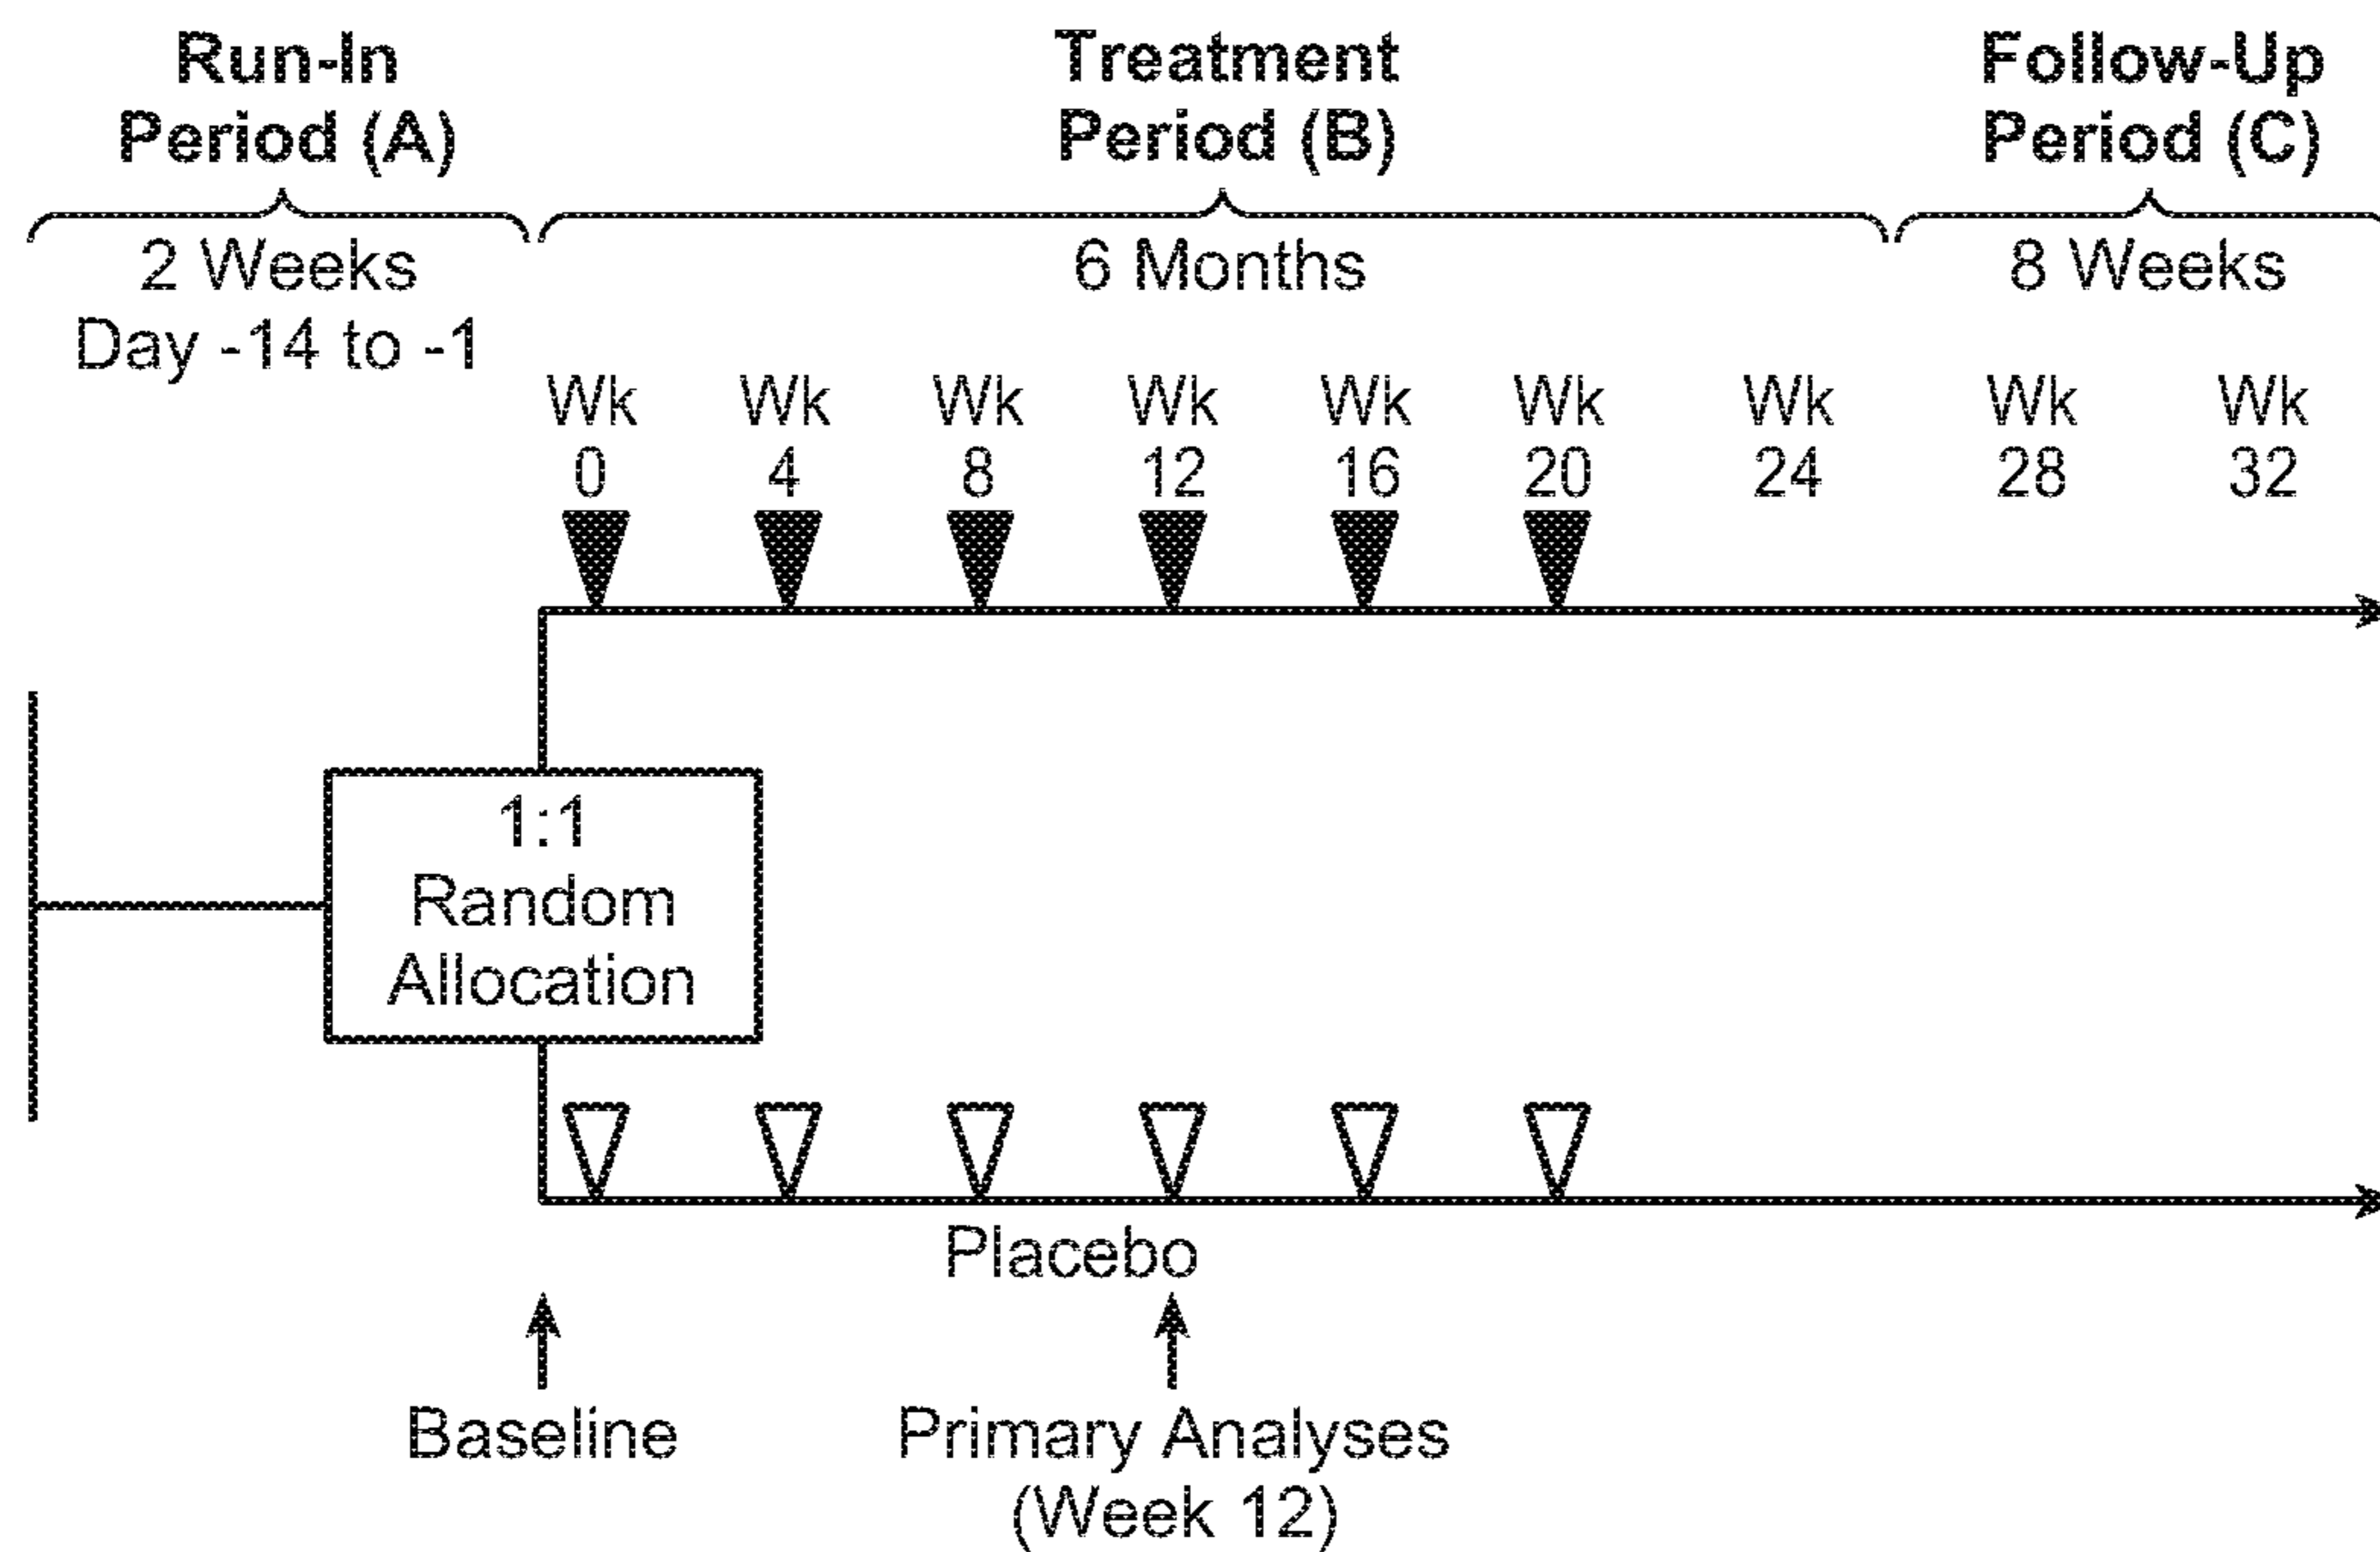 Run-In
Period (A)
Treatment
Period (B)
Follow-Up
Period (C)
2 Weeks
Day -14 to -1
6 Months
8 Weeks
Wk Wk Wk Wk Wk Wk Wk Wk Wk
0 4 8 12 16 20 24 28 32
1:1
Random
Allocation
Placebo
Baseline
Primary Analyses
(Week 12)